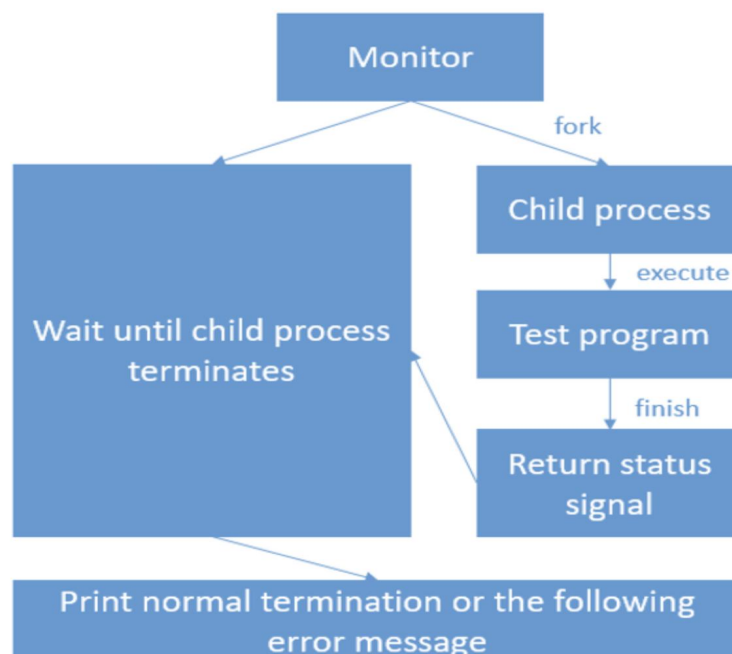 Monitor
fork
Child process
execute
Wait until child process
terminates
Test program
finish
Return status
signal
Print normal termination or the following
error message